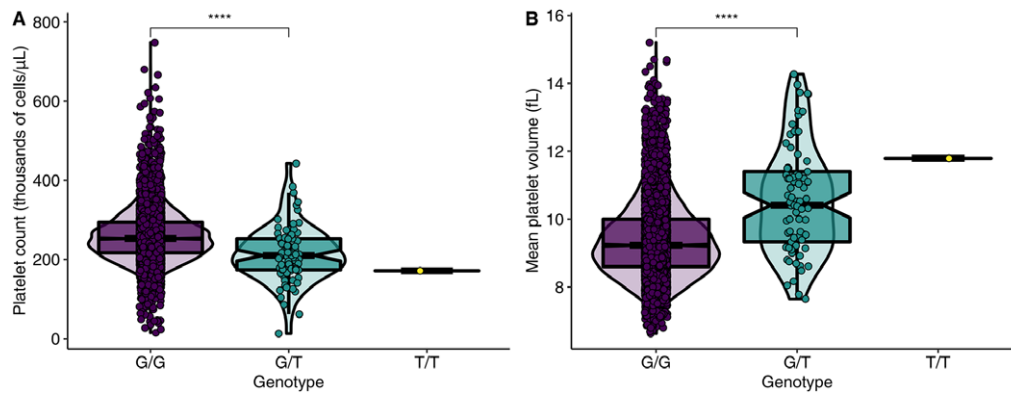 A
Platelet count (thousands of cells/µL)
800
600
400
200
0
****
G/G
G/T
T/T
Genotype
B
Mean platelet volume (fL)
16
14
12
10
8
****
G/G
G/T
T/T
Genotype